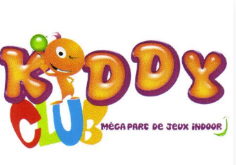 KIDDY
CLUB
MÉGA PARC DE JEUX INDOOR